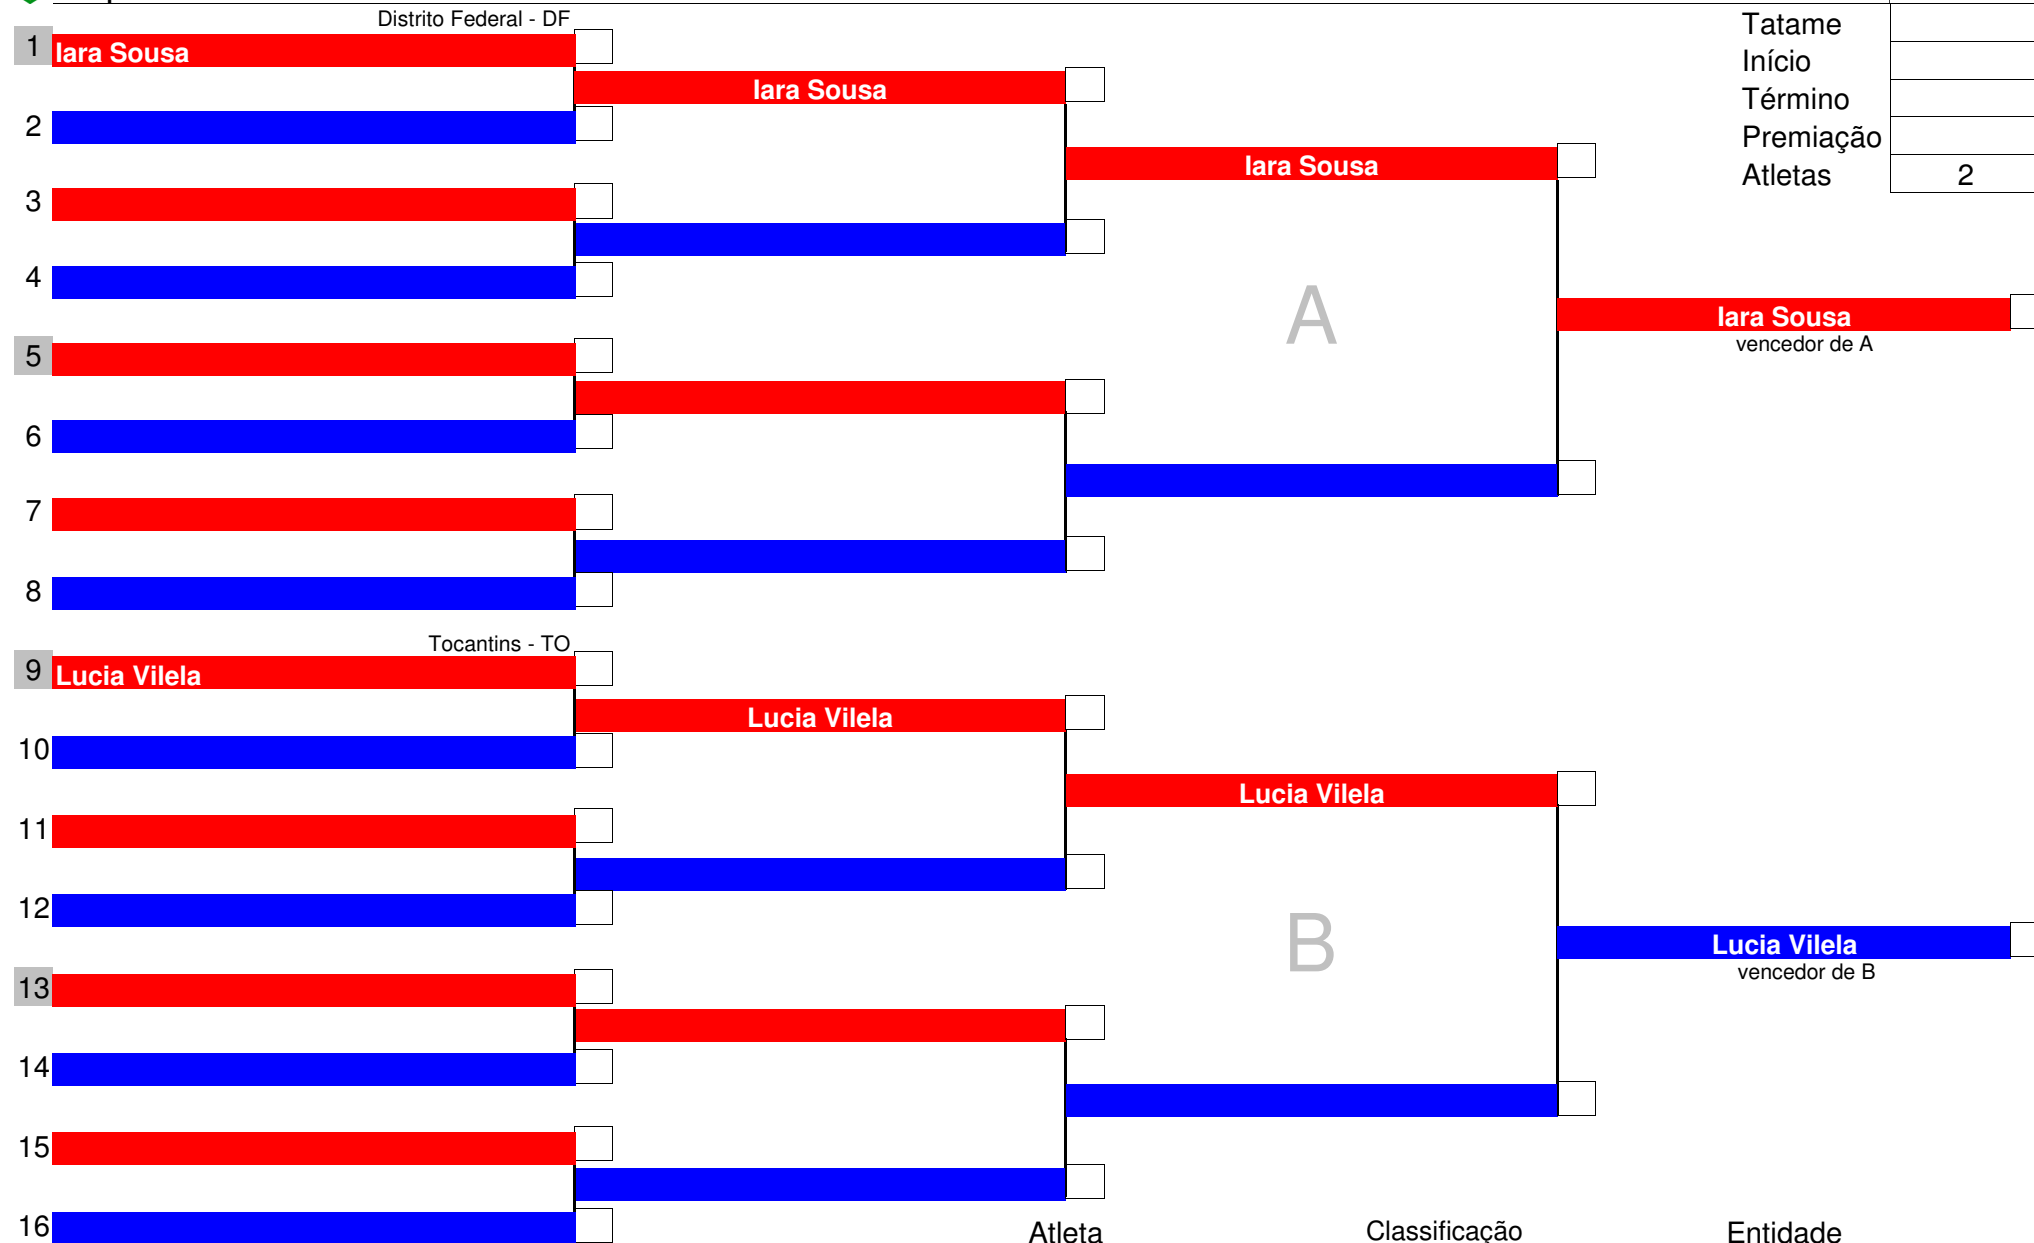 Distrito Federal - DF
Tatame
1 Iara Sousa
Iara Sousa
Início
Término
2
Premiação
Iara Sousa
Atletas 2
3
4
A
Iara Sousa
vencedor de A
5
6
7
8
Tocantins - TO
9 Lucia Vilela
Lucia Vilela
10
Lucia Vilela
11
12
B
Lucia Vilela
vencedor de B
13
14
15
16
Atleta Classificação Entidade